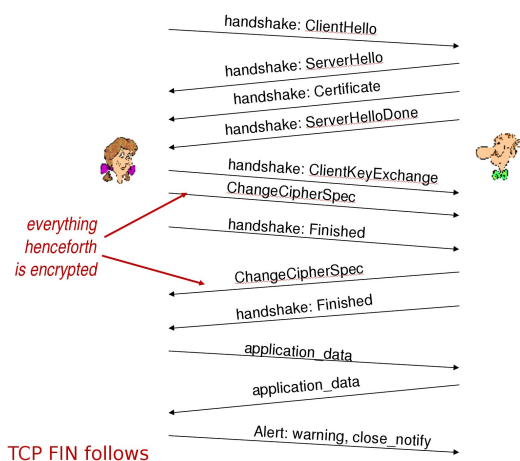 handshake: ClientHello
handshake: ServerHello
handshake: Certificate
handshake: ServerHelloDone
handshake: ClientKeyExchange
ChangeCipherSpec
everything
henceforth
is encrypted
handshake: Finished
ChangeCipherSpec
handshake: Finished
application_data
application_data
Alert: warning, close_notify
TCP FIN follows